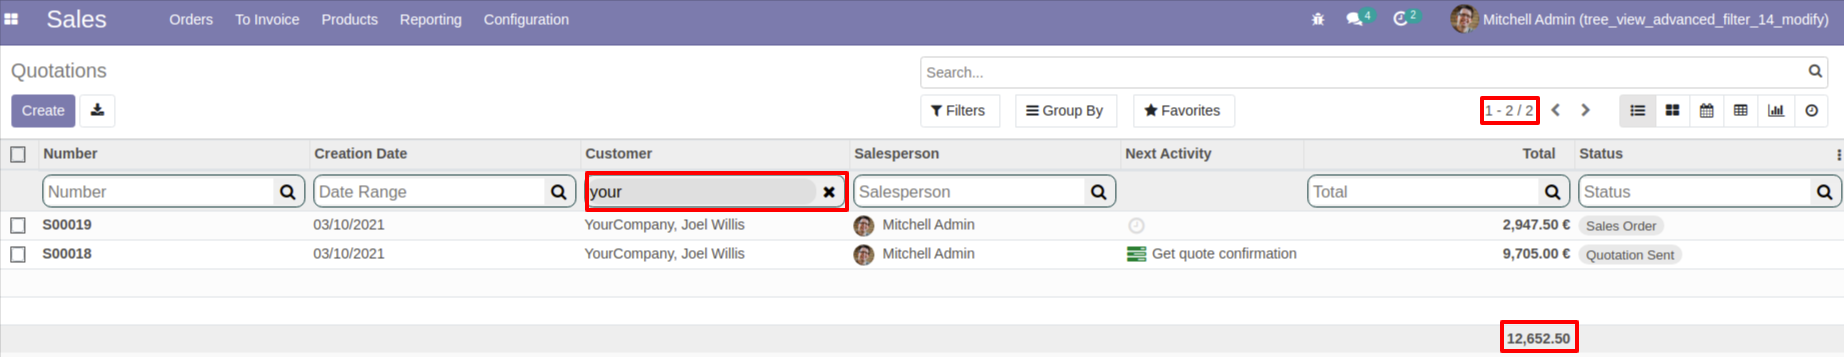 Sales Orders To Invoice Products Reporting Configuration 4 2 Mitchell Admin (tree_view_advanced_filter_14_modify)
Quotations Search...
Create Filters Group By Favorites 1 - 2 / 2
Number Creation Date Customer Salesperson Next Activity Total Status
Number Date Range your Salesperson Total Status
S00019 03/10/2021 YourCompany, Joel Willis Mitchell Admin 2,947.50 € Sales Order
S00018 03/10/2021 YourCompany, Joel Willis Mitchell Admin Get quote confirmation 9,705.00 € Quotation Sent
12,652.50